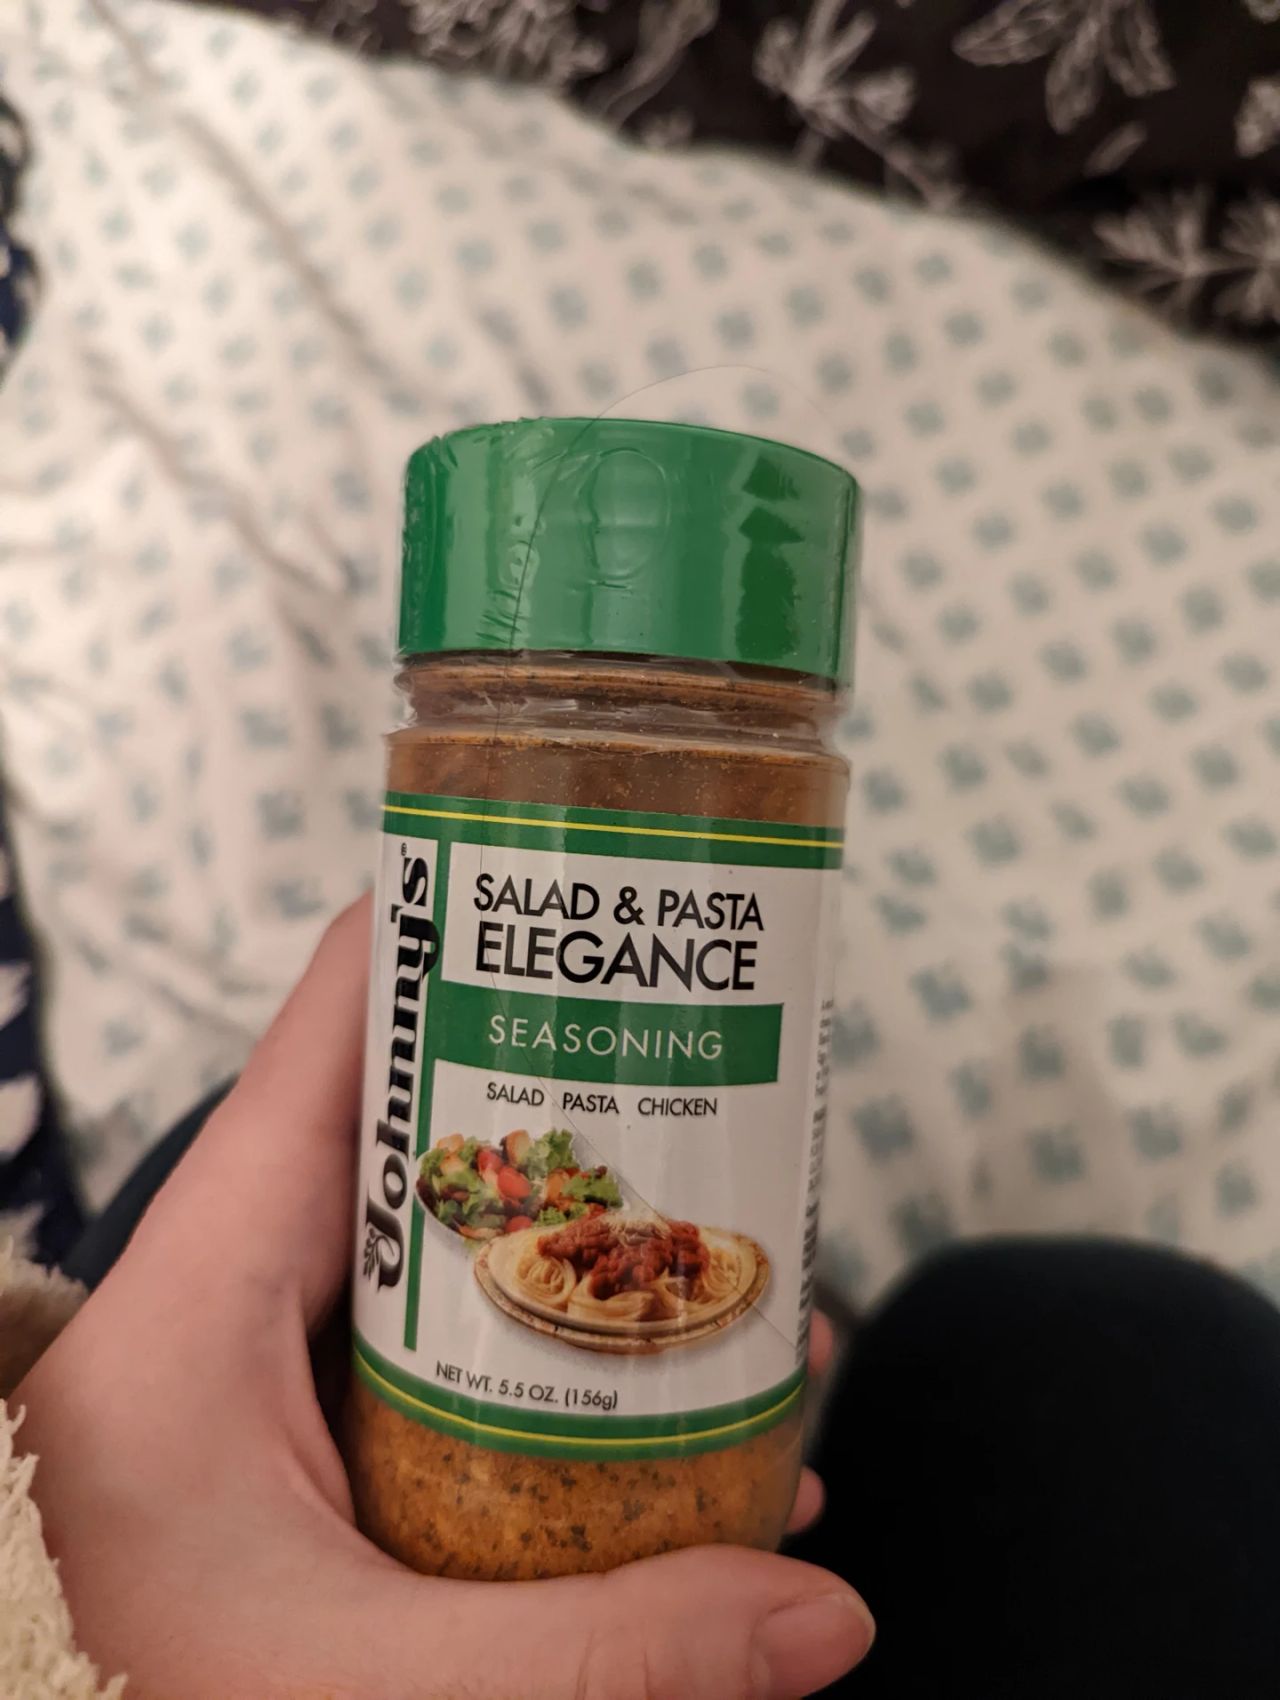 Johnny's®
SALAD & PASTA
ELEGANCE
SEASONING
SALAD PASTA CHICKEN
NET WT. 5.5 OZ. (156g)